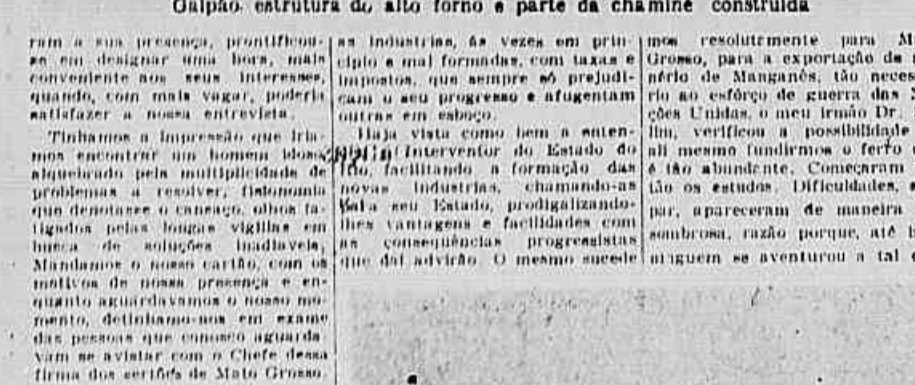 Galpão, estrutura do alto forno e parte da chaminé construida
ram a sua presença, prontificou-
se em designar uma hora, mais
conveniente aos seus interesses,
quando, com mais vagar, poderia
satisfazer a nossa entrevista.
Tinhamos a impressão que iria-
mos encontrar um homem idoso,
alquebrado pela multiplicidade de
problemas a resolver, fisionomia
que denotasse o cansaço, olhos fa-
tigados pelas longas vigilias em
busca de soluções inadiaveis.
Mandamos o nosso cartão, com os
motivos de nossa presença e en-
quanto aguardavamos o nosso mo-
mento, detinhamo-nos em exame
das pessoas que conosco aguarda
vam se avistar com o Chefe dessa
firma dos sertões de Mato Grosso.
as industrias, ás vezes em prin-
cipio e mal formadas, com taxas e
impostos, que sempre só prejudi-
cam o seu progresso e afugentam
outras em esboço.
Haja vista como bem a enten-
Interventor do Estado do
Rio, facilitando a formação das
novas industrias, chamando-as
para seu Estado, prodigalizando-
lhes vantagens e facilidades com
as consequências progressistas
que daí advirão. O mesmo sucede
mos resolutrmente para M
Grosso, para a exportação de
nério de Manganês, tão neces
rio ao esfôrço de guerra das
ções Unidas, o meu irmão Dr.
lim, verificou a possibilidade
ali mesmo fundirmos o ferro
é tão abundente. Começaram
tão os estudos. Dificuldades,
par, apareceram de maneira
sombrosa, razão porque, até
ninguem se aventurou a tal